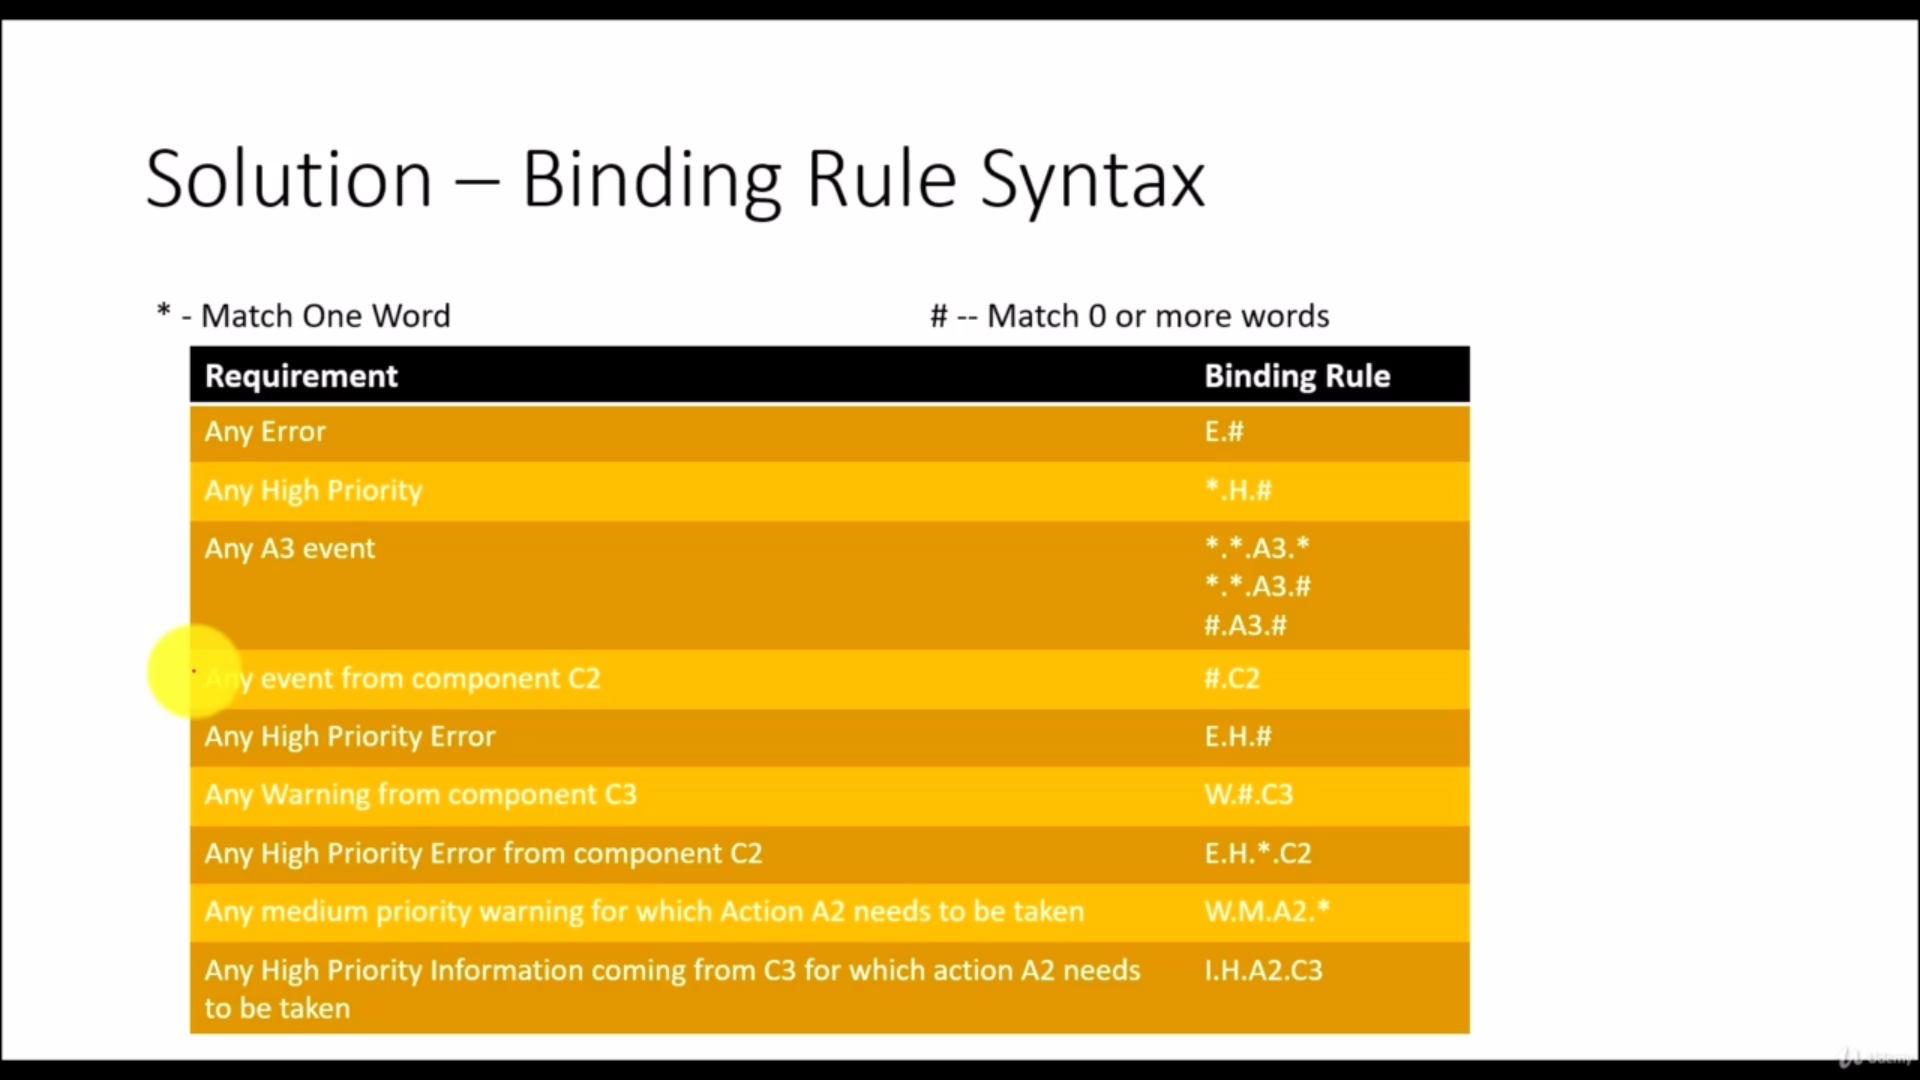 Solution – Binding Rule Syntax
* - Match One Word
# -- Match 0 or more words
Requirement Binding Rule
Any Error E.#
Any High Priority *.H.#
Any A3 event *.*.A3.*
*.*.A3.#
#.A3.#
Any event from component C2 #.C2
Any High Priority Error E.H.#
Any Warning from component C3 W.#.C3
Any High Priority Error from component C2 E.H.*.C2
Any medium priority warning for which Action A2 needs to be taken W.M.A2.*
Any High Priority Information coming from C3 for which action A2 needs I.H.A2.C3
to be taken
Udemy